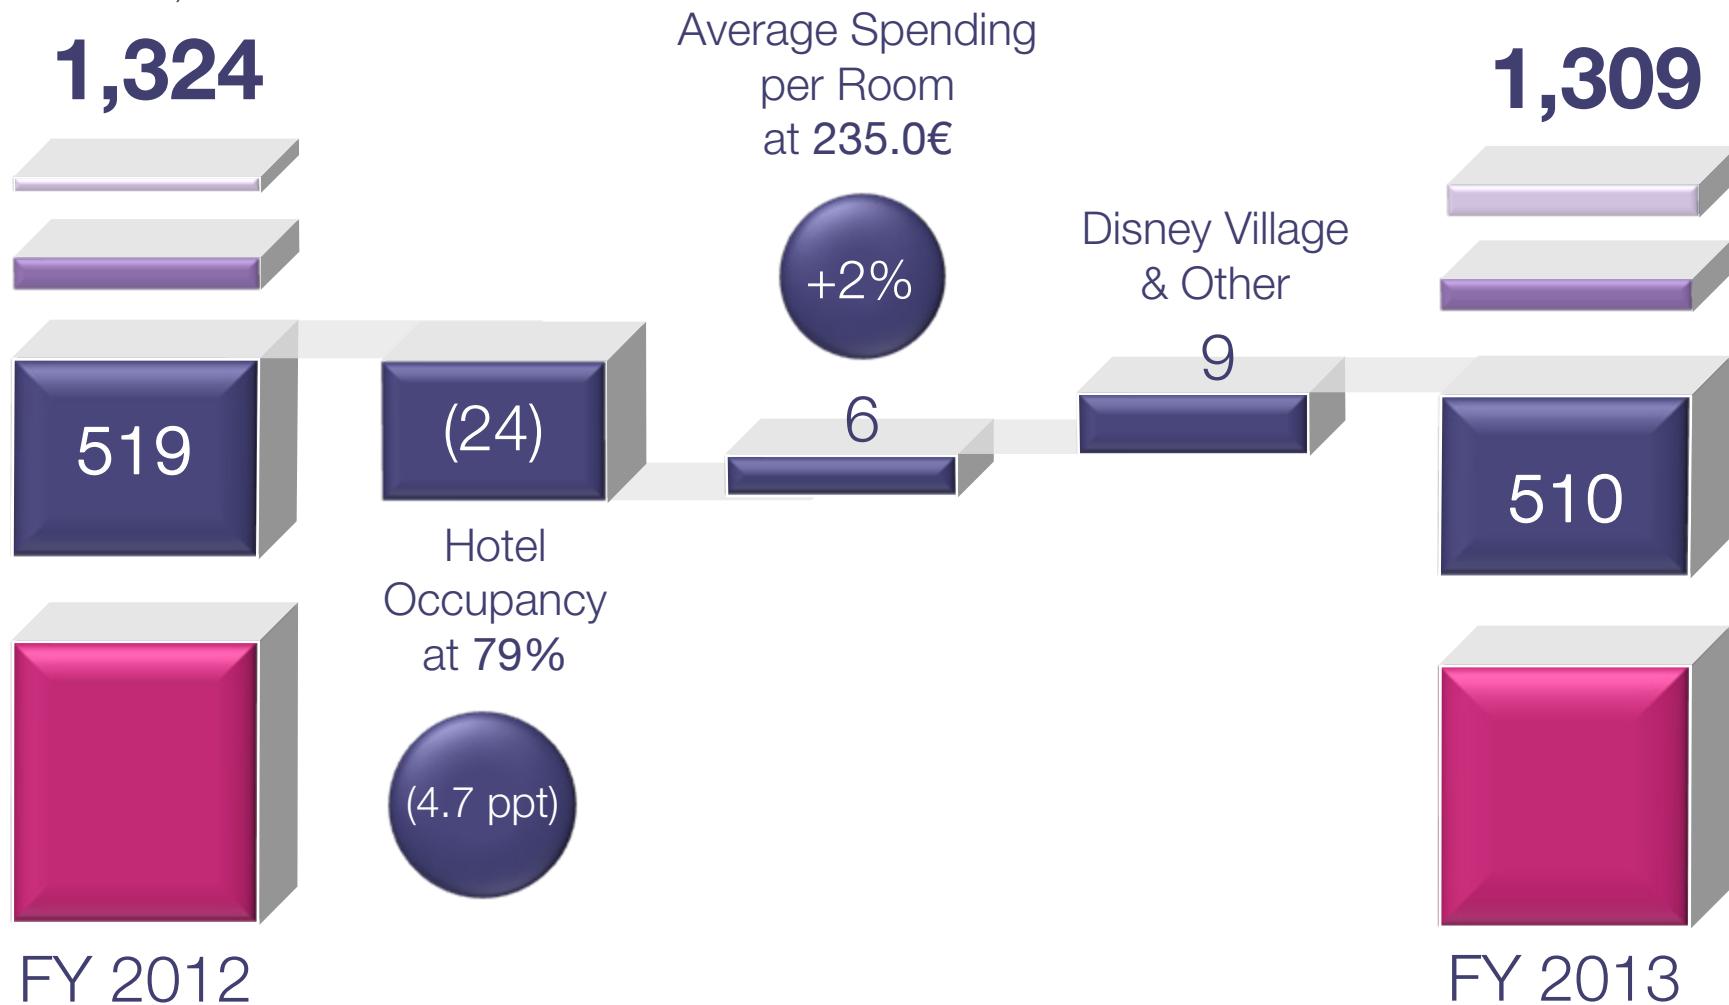 1,324
Average Spending
per Room
at 235.0€
+2%
1,309
Disney Village
& Other
9
6
519
(24)
510
Hotel
Occupancy
at 79%
(4.7 ppt)
FY 2012
FY 2013